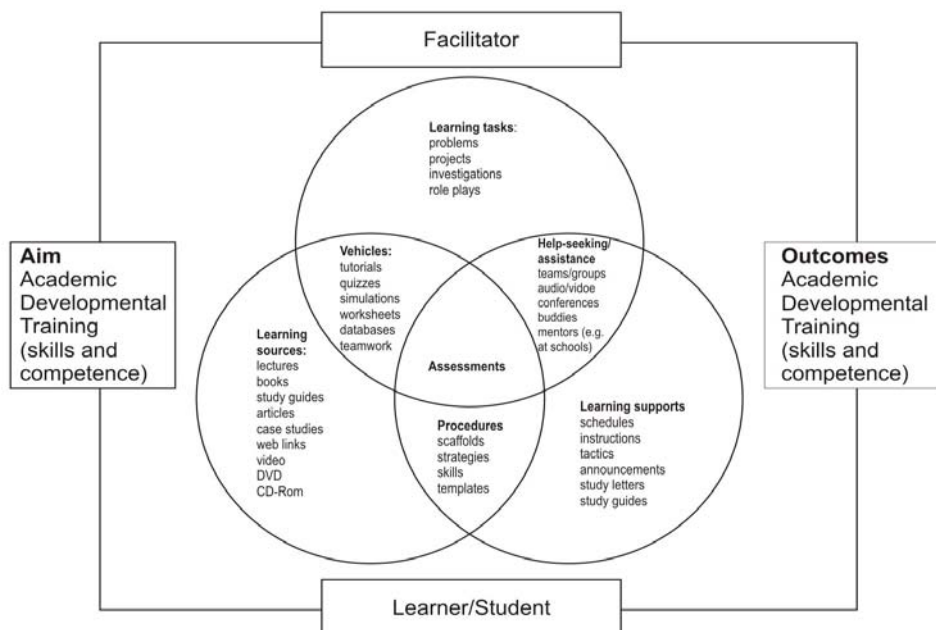 Facilitator
Learning tasks:
problems
projects
investigations
role plays
Aim
Academic
Developmental
Training
(skills and
competence)
Vehicles:
tutorials
quizzes
simulations
worksheets
databases
teamwork
Help-seeking/
assistance
teams/groups
audio/vidoe
conferences
buddies
mentors (e.g.
at schools)
Outcomes
Academic
Developmental
Training
(skills and
competence)
Learning
sources:
lectures
books
study guides
articles
case studies
web links
video
DVD
CD-Rom
Assessments
Procedures
scaffolds
strategies
skills
templates
Learning supports
schedules
instructions
tactics
announcements
study letters
study guides
Learner/Student